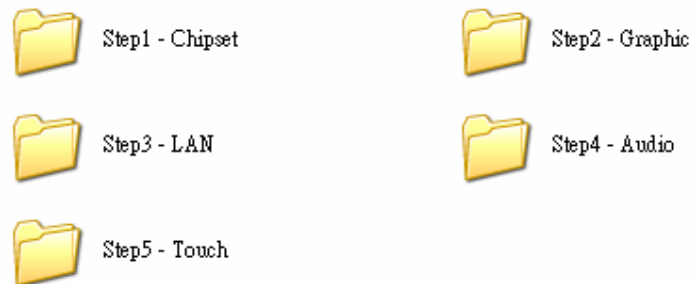 Step1 - Chipset
Step2 - Graphic
Step3 - LAN
Step4 - Audio
Step5 - Touch